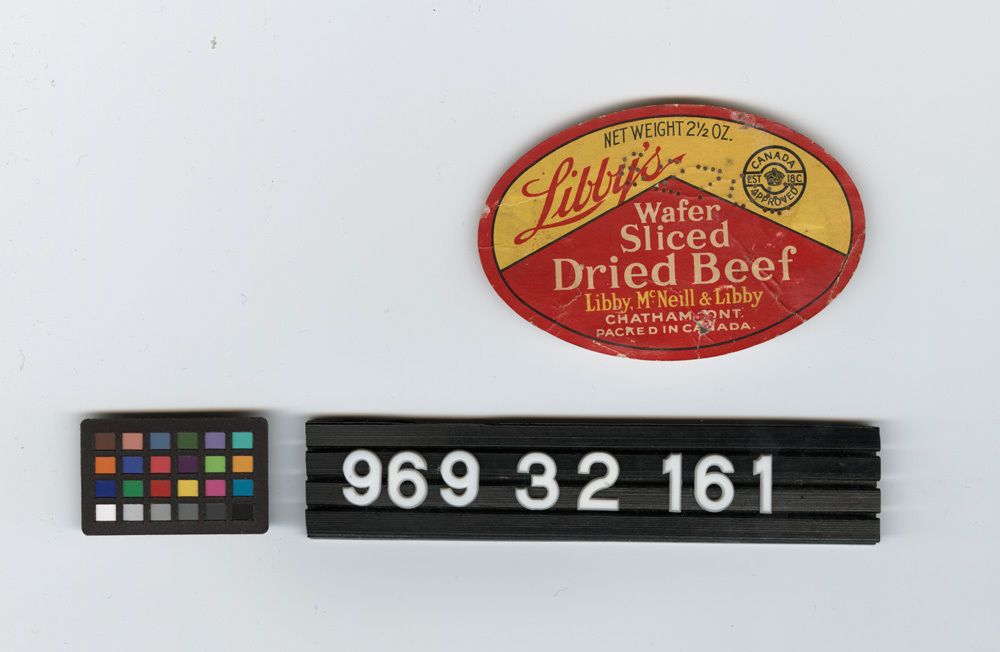 NET WEIGHT 2½ OZ.
Libby's
CANADA
EST 18C
APPROVED
Wafer
Sliced
Dried Beef
Libby, McNeill & Libby
CHATHAM, ONT.
PACKED IN CANADA.
969 32 161